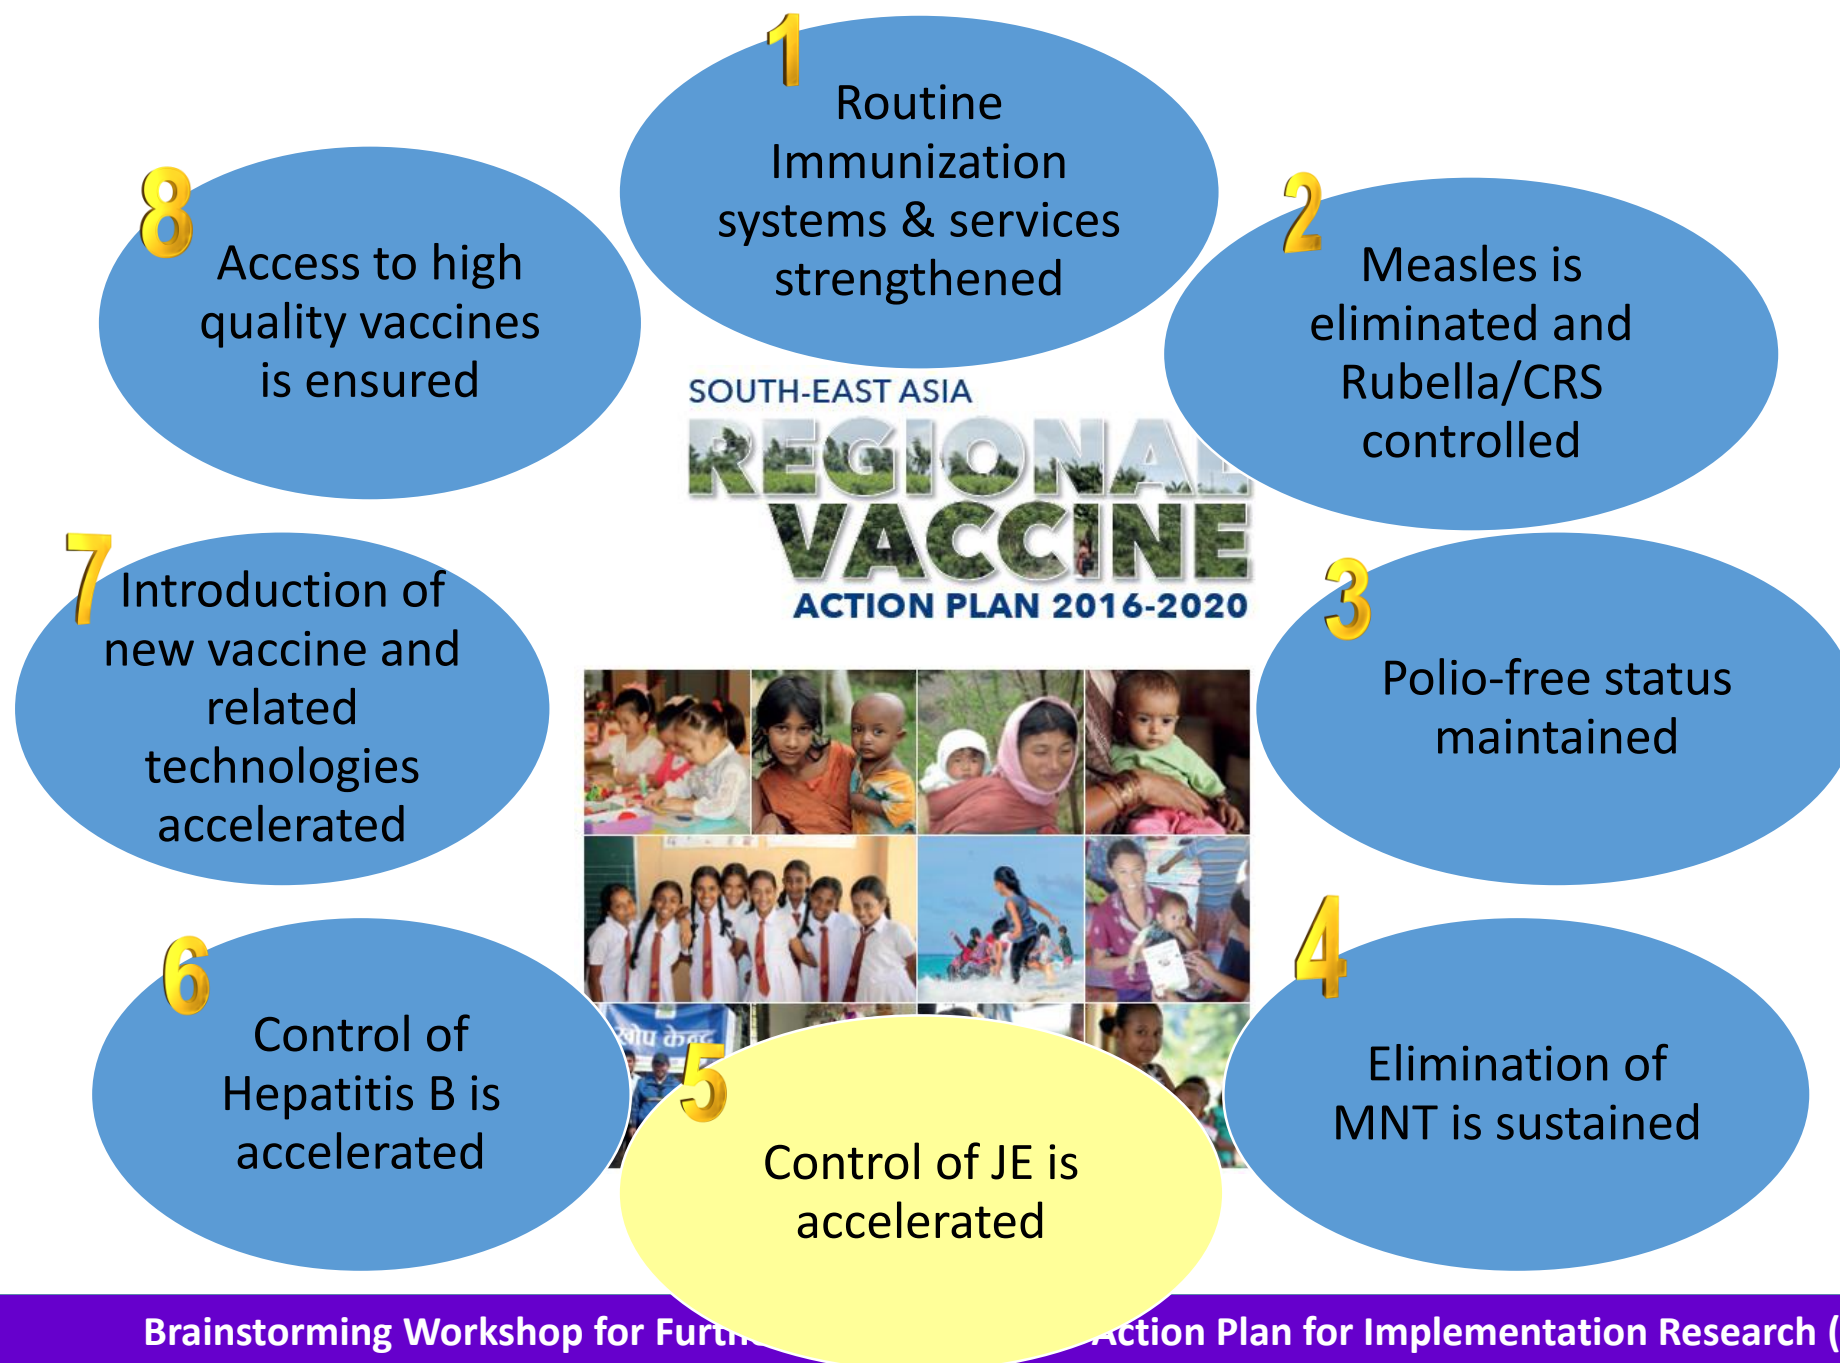 1
Routine
Immunization
systems & services
strengthened
2
Measles is
eliminated and
Rubella/CRS
controlled
3
Polio-free status
maintained
4
Elimination of
MNT is sustained
5
Control of JE is
accelerated
6
Control of
Hepatitis B is
accelerated
7
Introduction of
new vaccine and
related
technologies
accelerated
8
Access to high
quality vaccines
is ensured
SOUTH-EAST ASIA
REGIONAL
VACCINE
ACTION PLAN 2016-2020
खोप केन्द्र
Brainstorming Workshop for Action Plan for Implementation Research (